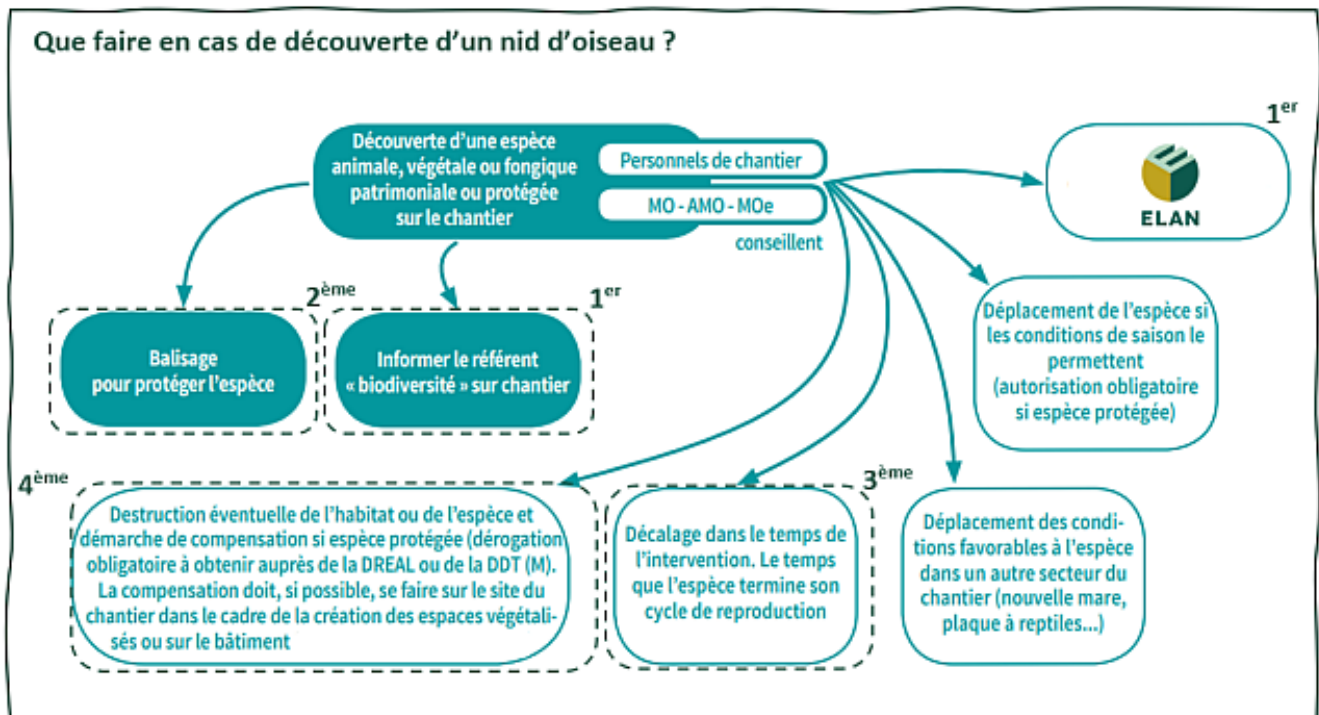 Que faire en cas de découverte d'un nid d'oiseau ?
Découverte d'une espèce
animale, végétale ou fongique
patrimoniale ou protégée
sur le chantier
Personnels de chantier
MO - AMO - MOe
conseillent
1er
ELAN
2ème
Balisage
pour protéger l'espèce
1er
Informer le référent
« biodiversité » sur chantier
Déplacement de l'espèce si
les conditions de saison le
permettent
(autorisation obligatoire
si espèce protégée)
4ème
Destruction éventuelle de l'habitat ou de l'espèce et
démarche de compensation si espèce protégée (dérogation
obligatoire à obtenir auprès de la DREAL ou de la DDT (M).
La compensation doit, si possible, se faire sur le site du
chantier dans le cadre de la création des espaces végétali-
sés ou sur le bâtiment
3ème
Décalage dans le temps de
l'intervention. Le temps
que l'espèce termine son
cycle de reproduction
Déplacement des condi-
tions favorables à l'espèce
dans un autre secteur du
chantier (nouvelle mare,
plaque à reptiles...)